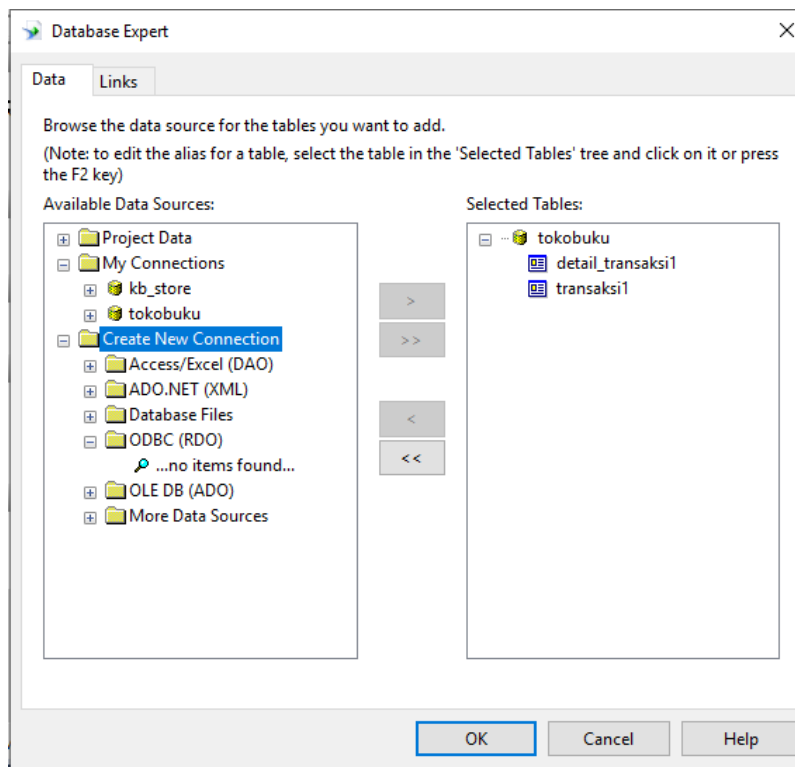 Database Expert
Data
Links
Browse the data source for the tables you want to add.
(Note: to edit the alias for a table, select the table in the 'Selected Tables' tree and click on it or press
the F2 key)
Available Data Sources:
Project Data
My Connections
kb_store
tokobuku
Create New Connection
Access/Excel (DAO)
ADO.NET (XML)
Database Files
ODBC (RDO)
...no items found...
OLE DB (ADO)
More Data Sources
>
>>
<
<<
Selected Tables:
tokobuku
detail_transaksi1
transaksi1
OK
Cancel
Help